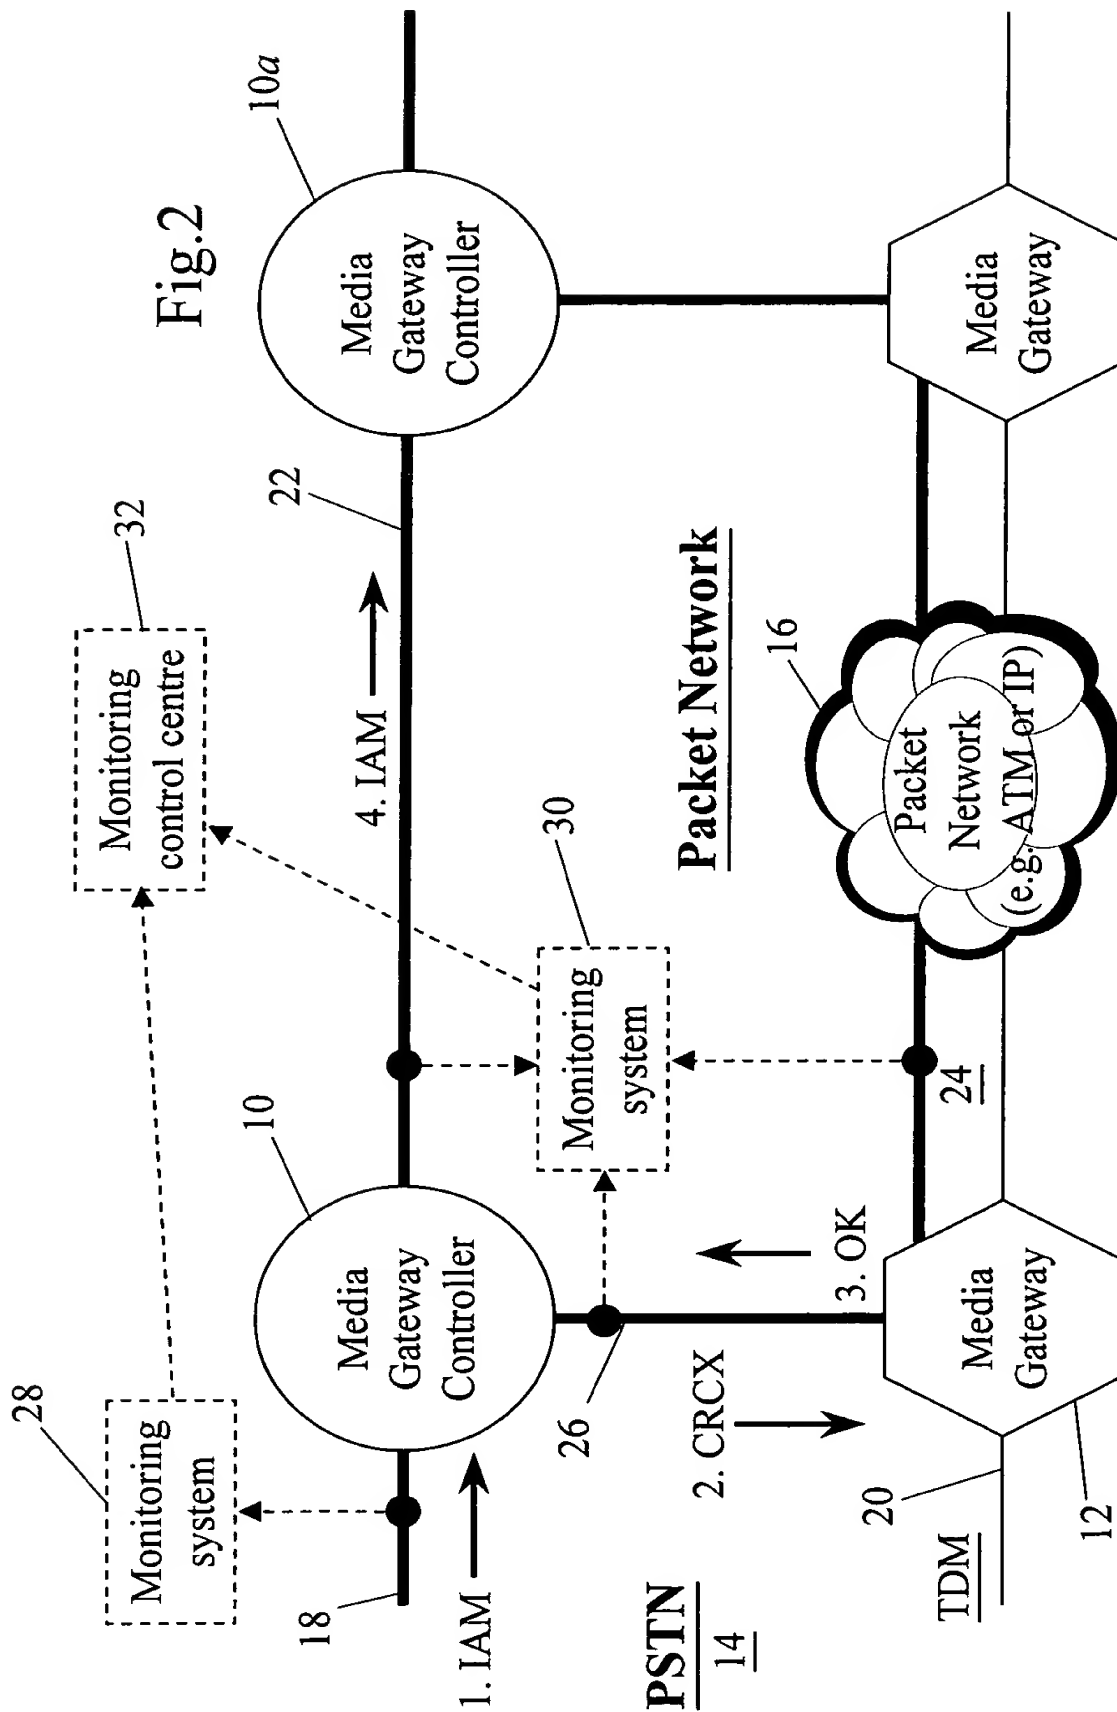 Fig.2
28
Monitoring
system
32
Monitoring
control centre
18
10
Media
Gateway
Controller
4. IAM
22
10a
Media
Gateway
Controller
1. IAM
PSTN
14
26
2. CRCX
3. OK
30
Monitoring
system
Packet Network
TDM
20
12
Media
Gateway
24
16
Packet
Network
(e.g. ATM or IP)
Media
Gateway